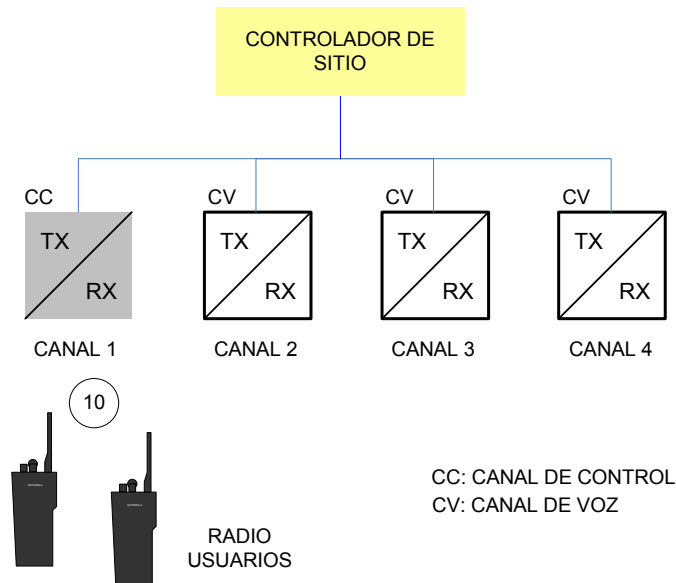 CONTROLADOR DE
SITIO
CC
CV
CV
CV
TX
RX
TX
RX
TX
RX
TX
RX
CANAL 1
CANAL 2
CANAL 3
CANAL 4
10
CC: CANAL DE CONTROL
CV: CANAL DE VOZ
RADIO
USUARIOS